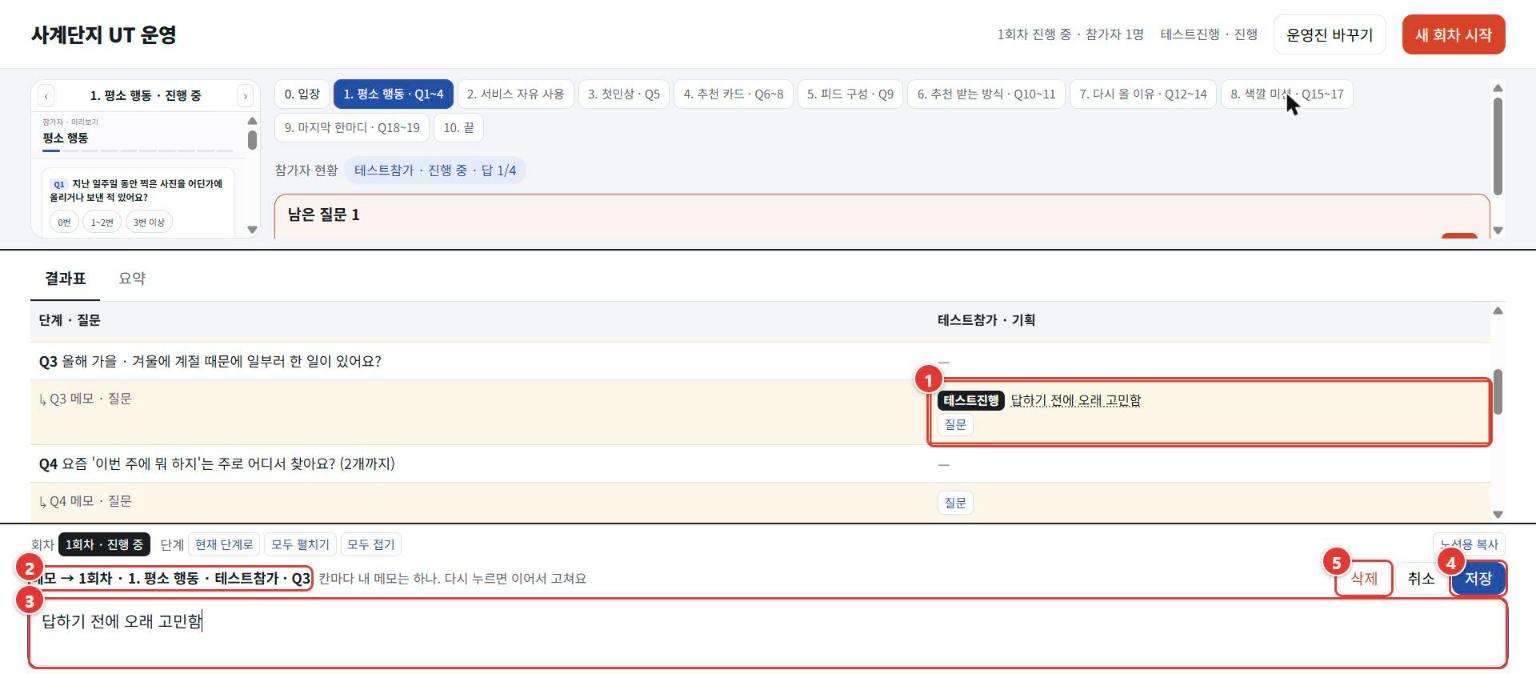 사계단지 UT 운영
1회차 진행 중 · 참가자 1명 테스트진행 · 진행 운영진 바꾸기 새 회차 시작
‹ 1. 평소 행동 · 진행 중 ›
참가자 · 미리보기
평소 행동
Q1 지난 일주일 동안 찍은 사진을 어딘가에
올리거나 보낸 적 있어요?
0번 1~2번 3번 이상
0. 입장 1. 평소 행동 · Q1~4 2. 서비스 자유 사용 3. 첫인상 · Q5 4. 추천 카드 · Q6~8 5. 피드 구성 · Q9 6. 추천 받는 방식 · Q10~11 7. 다시 올 이유 · Q12~14 8. 색깔 미션 · Q15~17
9. 마지막 한마디 · Q18~19 10. 끝
참가자 현황 테스트참가 · 진행 중 · 답 1/4
남은 질문 1
결과표 요약
단계 · 질문 테스트참가 · 기획
Q3 올해 가을 · 겨울에 계절 때문에 일부러 한 일이 있어요? —
1
↳ Q3 메모 · 질문 테스트진행 답하기 전에 오래 고민함
질문
Q4 요즘 '이번 주에 뭐 하지'는 주로 어디서 찾아요? (2개까지) —
↳ Q4 메모 · 질문 질문
회차 1회차 · 진행 중 단계 현재 단계로 모두 펼치기 모두 접기 노션용 복사
2 5 4
메모 → 1회차 · 1. 평소 행동 · 테스트참가 · Q3 칸마다 내 메모는 하나. 다시 누르면 이어서 고쳐요 삭제 취소 저장
3
답하기 전에 오래 고민함